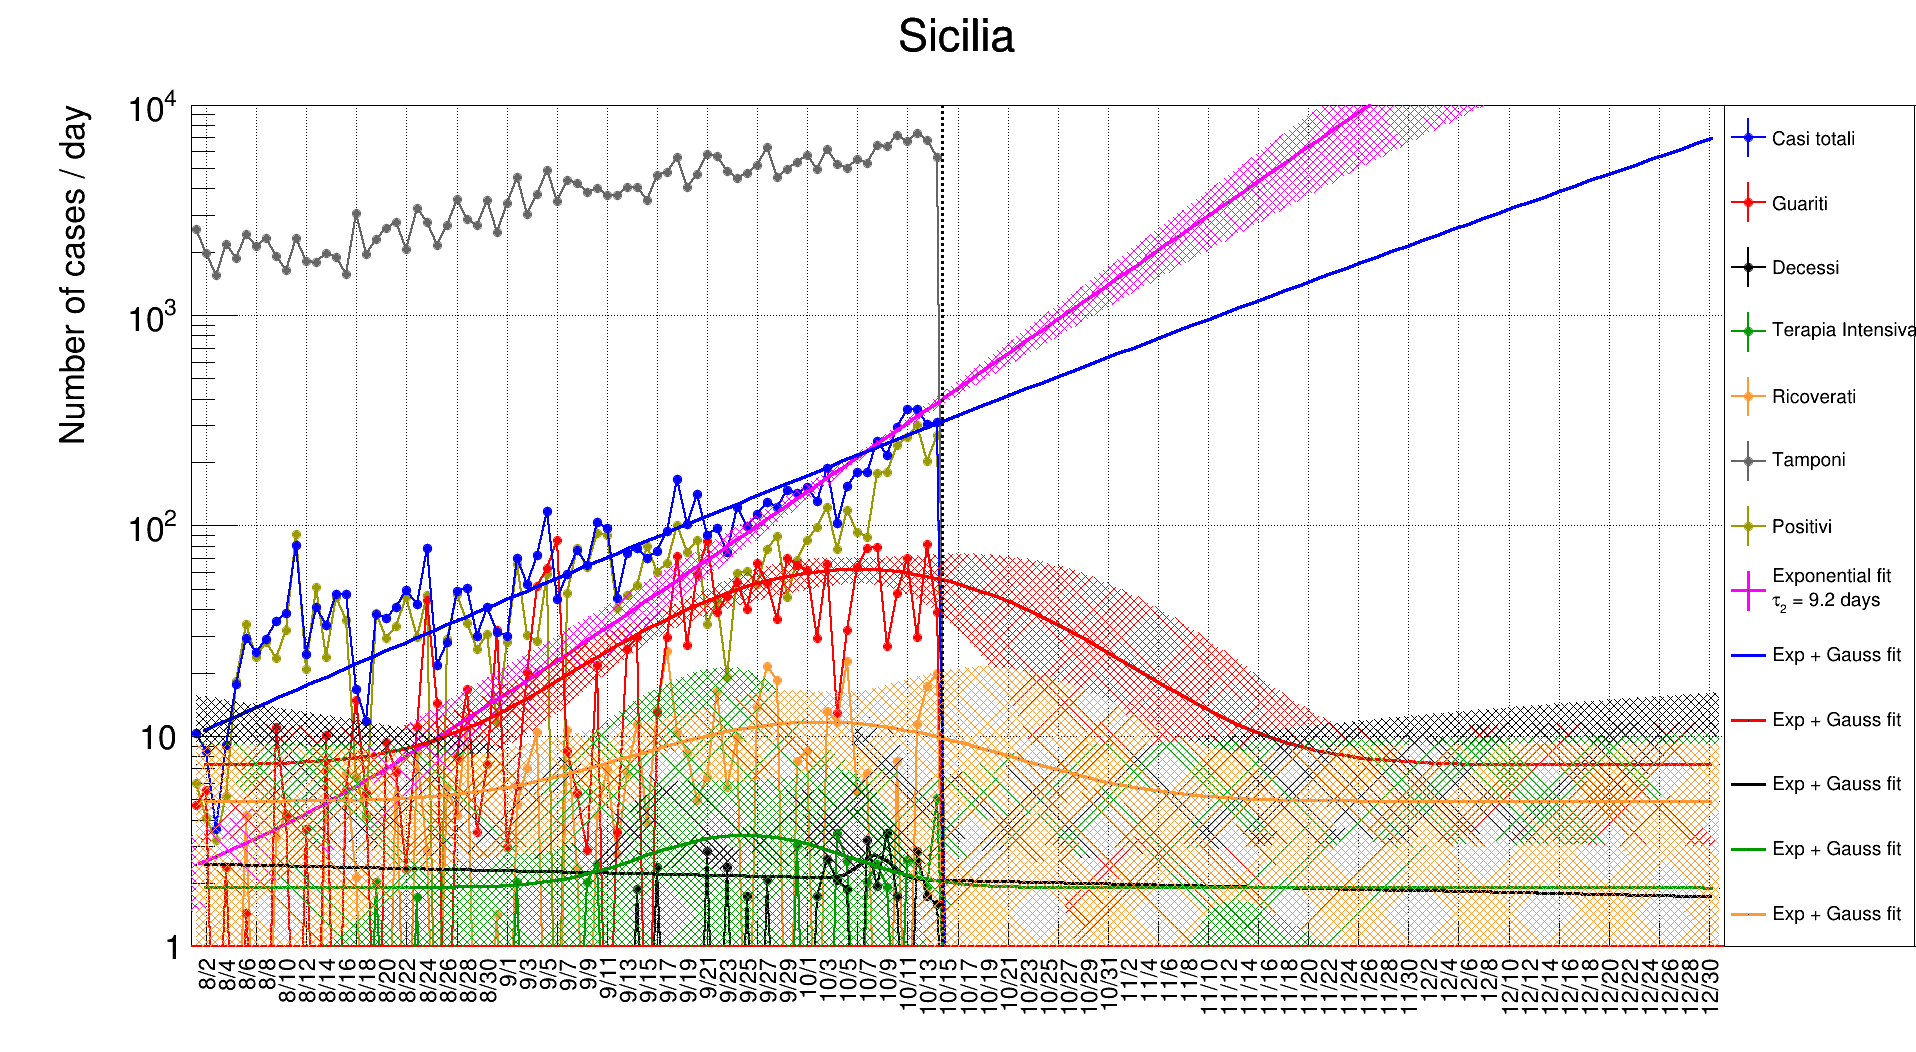 Sicilia
Number of cases / day
10^4
10^3
10^2
10
1
8/2 8/4 8/6 8/8 8/10 8/12 8/14 8/16 8/18 8/20 8/22 8/24 8/26 8/28 8/30 9/1 9/3 9/5 9/7 9/9 9/11 9/13 9/15 9/17 9/19 9/21 9/23 9/25 9/27 9/29 10/1 10/3 10/5 10/7 10/9 10/11 10/13 10/15 10/17 10/19 10/21 10/23 10/25 10/27 10/29 10/31 11/2 11/4 11/6 11/8 11/10 11/12 11/14 11/16 11/18 11/20 11/22 11/24 11/26 11/28 11/30 12/2 12/4 12/6 12/8 12/10 12/12 12/14 12/16 12/18 12/20 12/22 12/24 12/26 12/28 12/30
Casi totali
Guariti
Decessi
Terapia Intensiva
Ricoverati
Tamponi
Positivi
Exponential fit
τ₂ = 9.2 days
Exp + Gauss fit
Exp + Gauss fit
Exp + Gauss fit
Exp + Gauss fit
Exp + Gauss fit